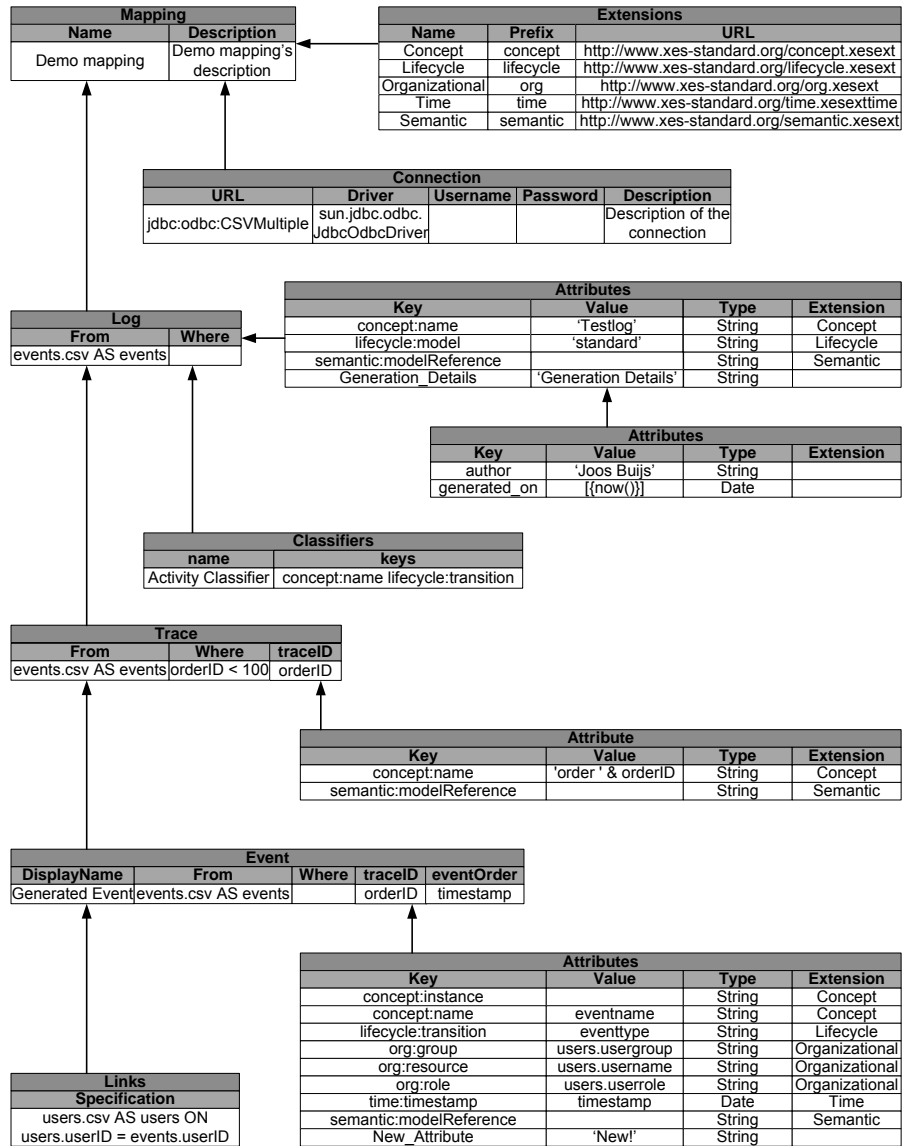 Mapping
Name Description
Demo mapping Demo mapping's
description
Extensions
Name Prefix URL
Concept concept http://www.xes-standard.org/concept.xesext
Lifecycle lifecycle http://www.xes-standard.org/lifecycle.xesext
Organizational org http://www.xes-standard.org/org.xesext
Time time http://www.xes-standard.org/time.xesexttime
Semantic semantic http://www.xes-standard.org/semantic.xesext
Connection
URL Driver Username Password Description
jdbc:odbc:CSVMultiple sun.jdbc.odbc.
JdbcOdbcDriver Description of the
connection
Log
From Where
events.csv AS events
Attributes
Key Value Type Extension
concept:name ‘Testlog’ String Concept
lifecycle:model ‘standard’ String Lifecycle
semantic:modelReference String Semantic
Generation_Details ‘Generation Details’ String
Attributes
Key Value Type Extension
author ‘Joos Buijs’ String
generated_on [{now()}] Date
Classifiers
name keys
Activity Classifier concept:name lifecycle:transition
Trace
From Where traceID
events.csv AS events orderID < 100 orderID
Attribute
Key Value Type Extension
concept:name 'order ' & orderID String Concept
semantic:modelReference String Semantic
Event
DisplayName From Where traceID eventOrder
Generated Event events.csv AS events orderID timestamp
Attributes
Key Value Type Extension
concept:instance String Concept
concept:name eventname String Concept
lifecycle:transition eventtype String Lifecycle
org:group users.usergroup String Organizational
org:resource users.username String Organizational
org:role users.userrole String Organizational
time:timestamp timestamp Date Time
semantic:modelReference String Semantic
New_Attribute ‘New!’ String
Links
Specification
users.csv AS users ON
users.userID = events.userID